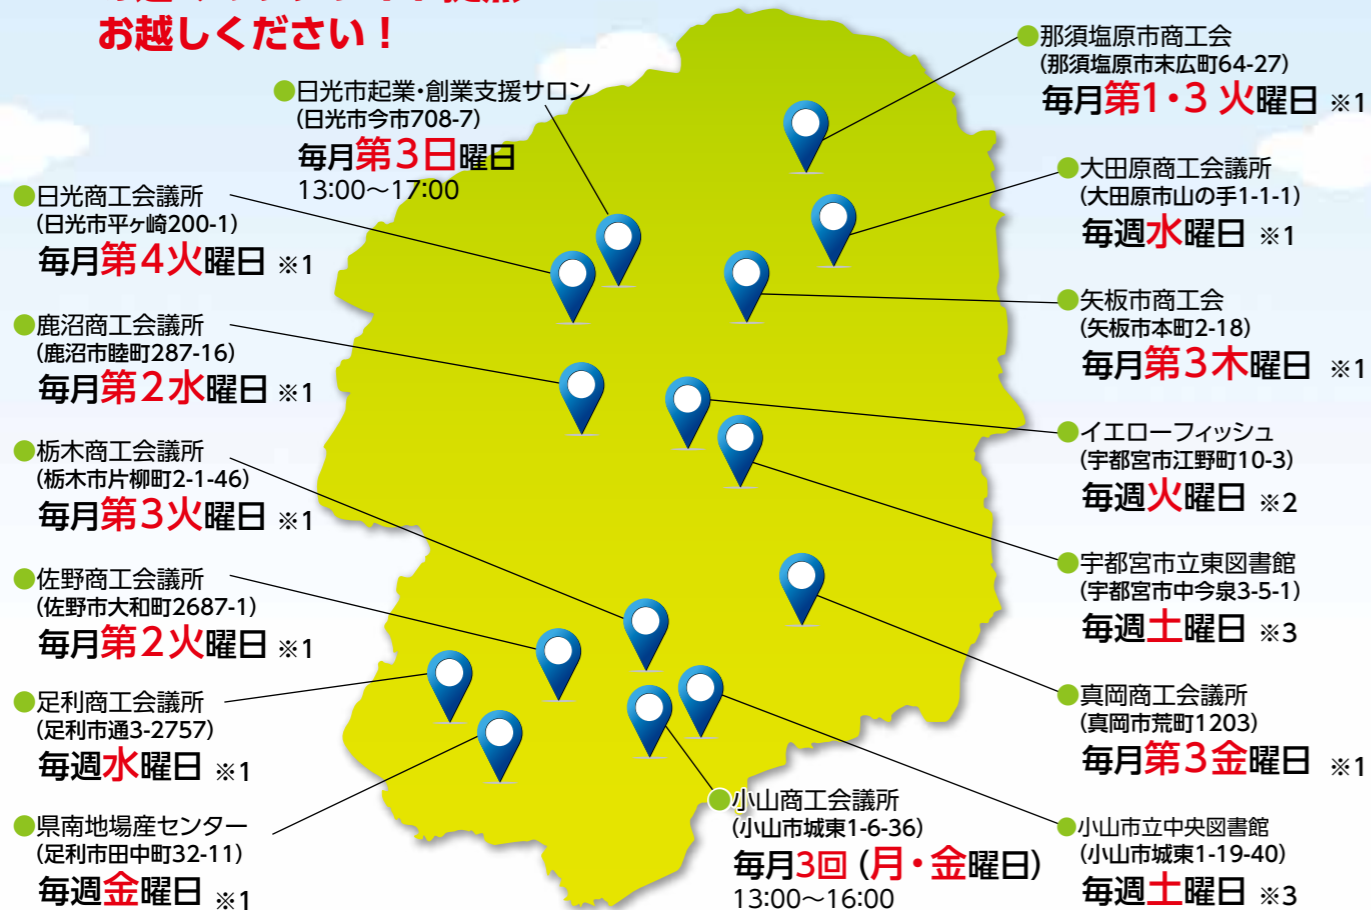 お越しください！
●日光市起業・創業支援サロン
(日光市今市708-7)
毎月第3日曜日
13:00～17:00
●日光商工会議所
(日光市平ヶ崎200-1)
毎月第4火曜日 ※1
●鹿沼商工会議所
(鹿沼市睦町287-16)
毎月第2水曜日 ※1
●栃木商工会議所
(栃木市片柳町2-1-46)
毎月第3火曜日 ※1
●佐野商工会議所
(佐野市大和町2687-1)
毎月第2火曜日 ※1
●足利商工会議所
(足利市通3-2757)
毎週水曜日 ※1
●県南地場産センター
(足利市田中町32-11)
毎週金曜日 ※1
●那須塩原市商工会
(那須塩原市末広町64-27)
毎月第1・3 火曜日 ※1
●大田原商工会議所
(大田原市山の手1-1-1)
毎週水曜日 ※1
●矢板市商工会
(矢板市本町2-18)
毎月第3木曜日 ※1
●イエローフィッシュ
(宇都宮市江野町10-3)
毎週火曜日 ※2
●宇都宮市立東図書館
(宇都宮市中今泉3-5-1)
毎週土曜日 ※3
●真岡商工会議所
(真岡市荒町1203)
毎月第3金曜日 ※1
●小山商工会議所
(小山市城東1-6-36)
毎月3回 (月・金曜日)
13:00～16:00
●小山市立中央図書館
(小山市城東1-19-40)
毎週土曜日 ※3